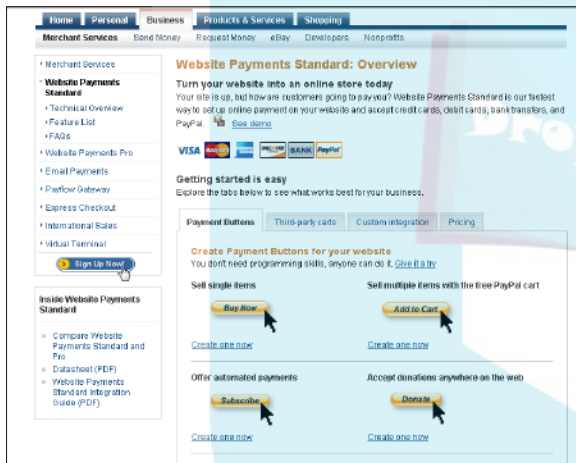 Home Personal Business Products & Services Shopping
Merchant Services Send Money Request Money eBay Developers Nonprofits
Merchant Services
Website Payments
Standard
Technical Overview
Feature List
FAQs
Website Payments Pro
Email Payments
Payflow Gateway
Express Checkout
International Sales
Virtual Terminal
Sign Up Now!
Inside Website Payments
Standard
Compare Website
Payments Standard and
Pro
Datasheet (PDF)
Website Payments
Standard Integration
Guide (PDF)
Website Payments Standard: Overview
Turn your website into an online store today
Your site is up, but how are customers going to pay you? Website Payments Standard is our fastest
way to set up online payment on your website and accept credit cards, debit cards, bank transfers, and
PayPal. See demo
VISA MasterCard DISCOVER BANK PayPal
Getting started is easy
Explore the tabs below to see what works best for your business.
Payment Buttons Third-party carts Custom integration Pricing
Create Payment Buttons for your website
You don't need programming skills, anyone can do it. Give it a try
Sell single items Sell multiple items with the free PayPal cart
Buy Now Add to Cart
Create one now Create one now
Offer automated payments Accept donations anywhere on the web
Subscribe Donate
Create one now Create one now
Drop